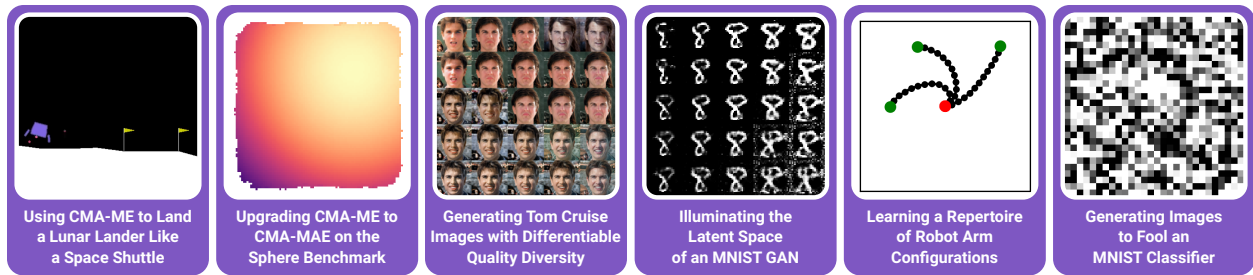 Using CMA-ME to Land
a Lunar Lander Like
a Space Shuttle
Upgrading CMA-ME to
CMA-MAE on the
Sphere Benchmark
Generating Tom Cruise
Images with Differentiable
Quality Diversity
Illuminating the
Latent Space
of an MNIST GAN
Learning a Repertoire
of Robot Arm
Configurations
Generating Images
to Fool an
MNIST Classifier